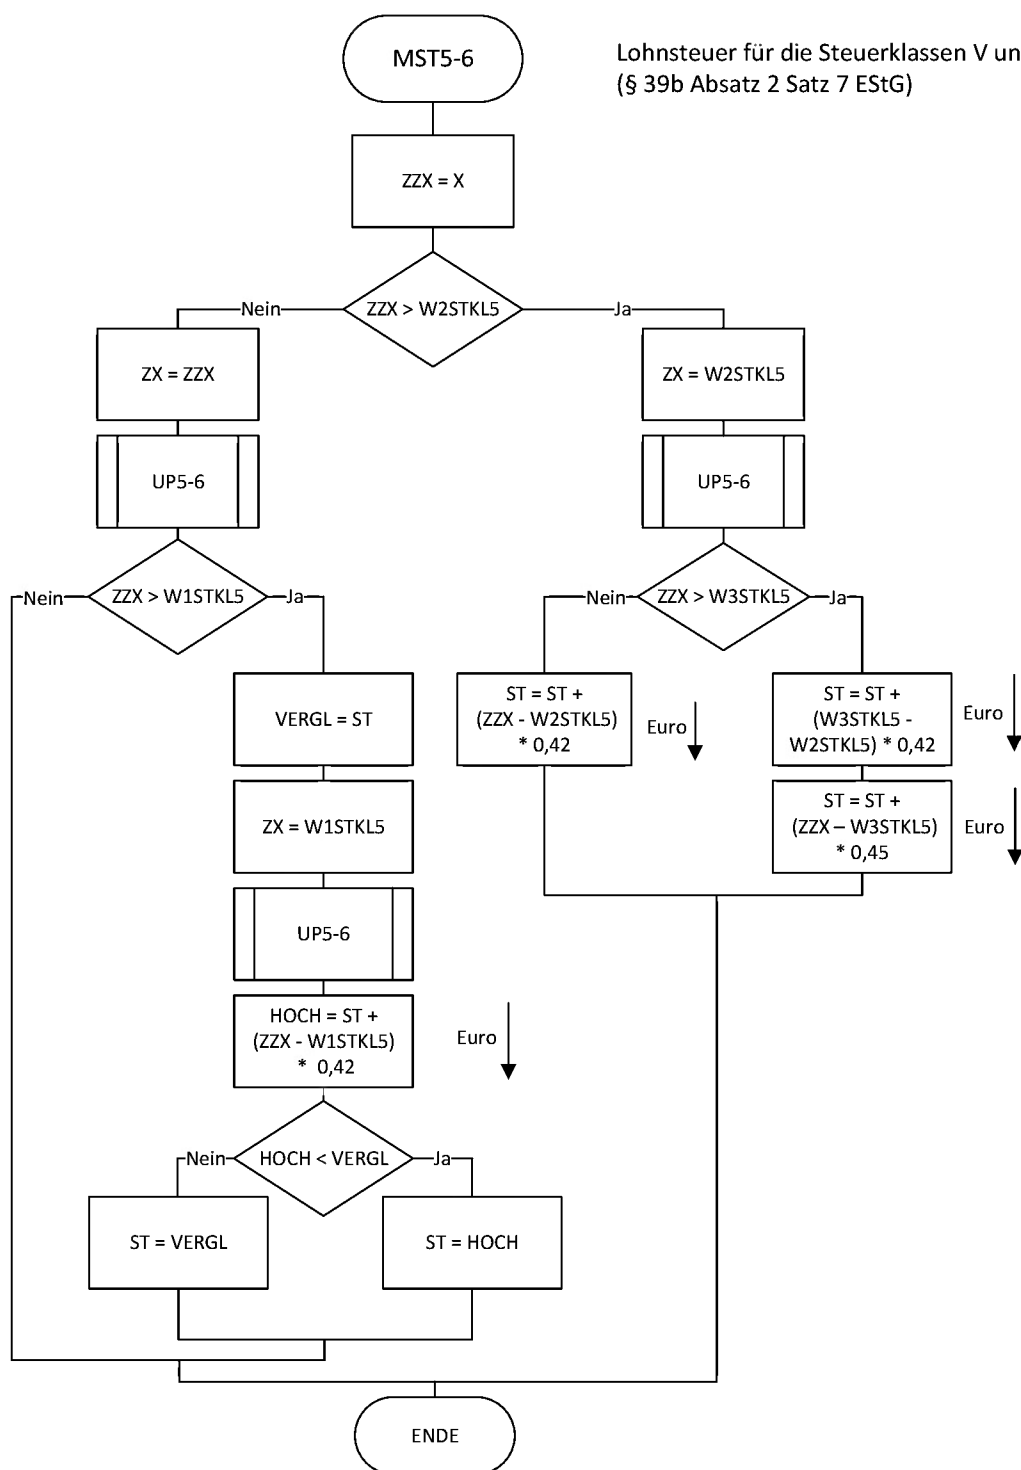 MST5-6
Lohnsteuer für die Steuerklassen V un
(§ 39b Absatz 2 Satz 7 EStG)
ZZX = X
ZZX > W2STKL5
Nein
Ja
ZX = ZZX
ZX = W2STKL5
UP5-6
UP5-6
Nein
ZZX > W1STKL5
Ja
Nein
ZZX > W3STKL5
Ja
VERGL = ST
ST = ST +
(ZZX - W2STKL5)
* 0,42
Euro
ST = ST +
(W3STKL5 -
W2STKL5) * 0,42
Euro
ZX = W1STKL5
ST = ST +
(ZZX – W3STKL5)
* 0,45
Euro
UP5-6
HOCH = ST +
(ZZX - W1STKL5)
* 0,42
Euro
Nein
HOCH < VERGL
Ja
ST = VERGL
ST = HOCH
ENDE